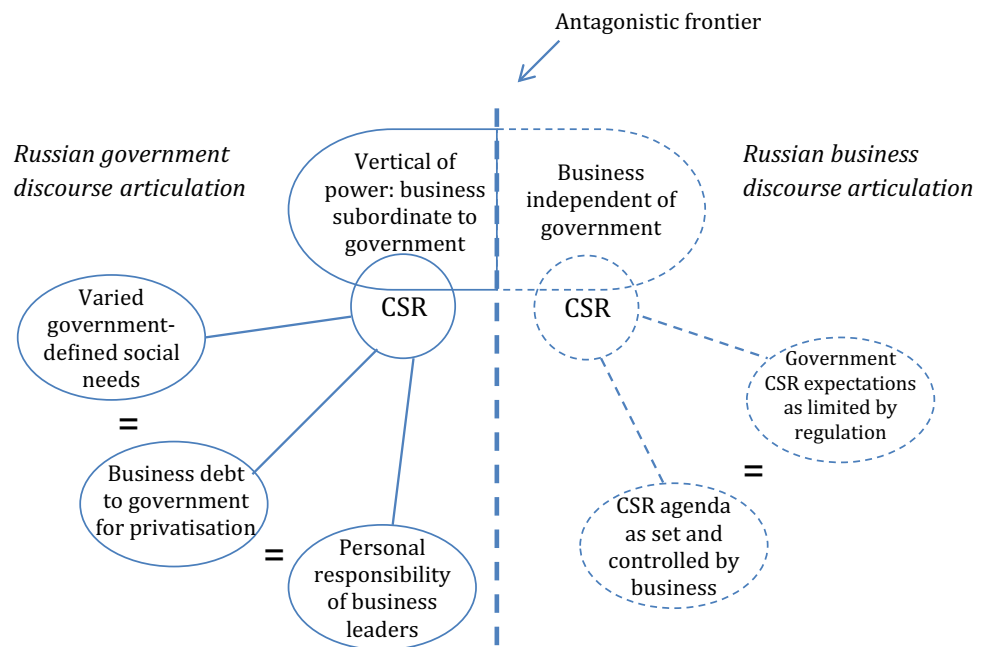 Antagonistic frontier
Russian government
discourse articulation
Vertical of
power: business
subordinate to
government
Business
independent of
government
Russian business
discourse articulation
CSR
CSR
Varied
government-
defined social
needs
=
Business debt
to government
for privatisation
=
Personal
responsibility
of business
leaders
Government
CSR expectations
as limited by
regulation
=
CSR agenda
as set and
controlled by
business